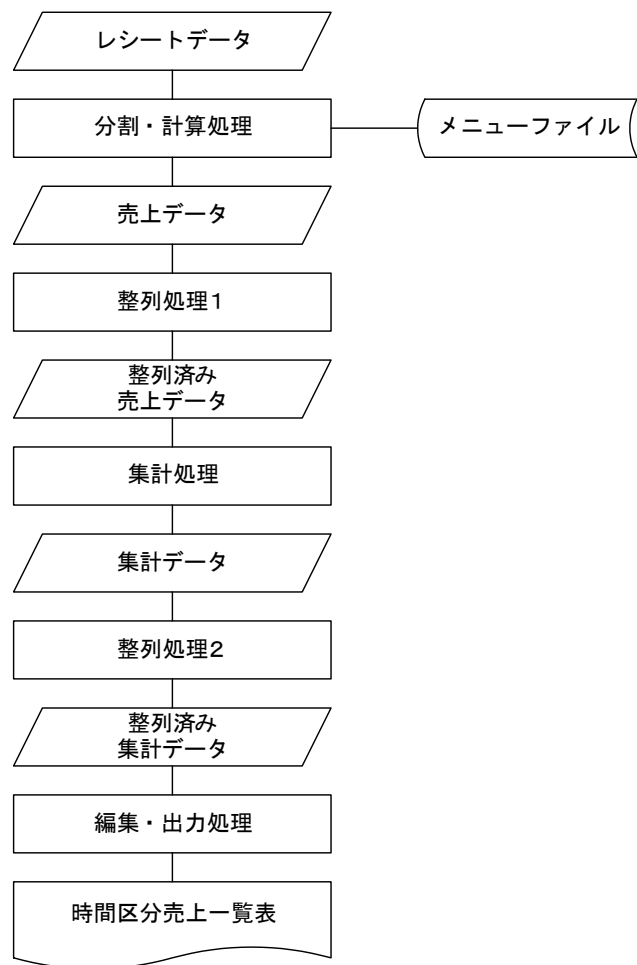 レシートデータ
分割・計算処理
メニューファイル
売上データ
整列処理1
整列済み
売上データ
集計処理
集計データ
整列処理2
整列済み
集計データ
編集・出力処理
時間区分売上一覧表